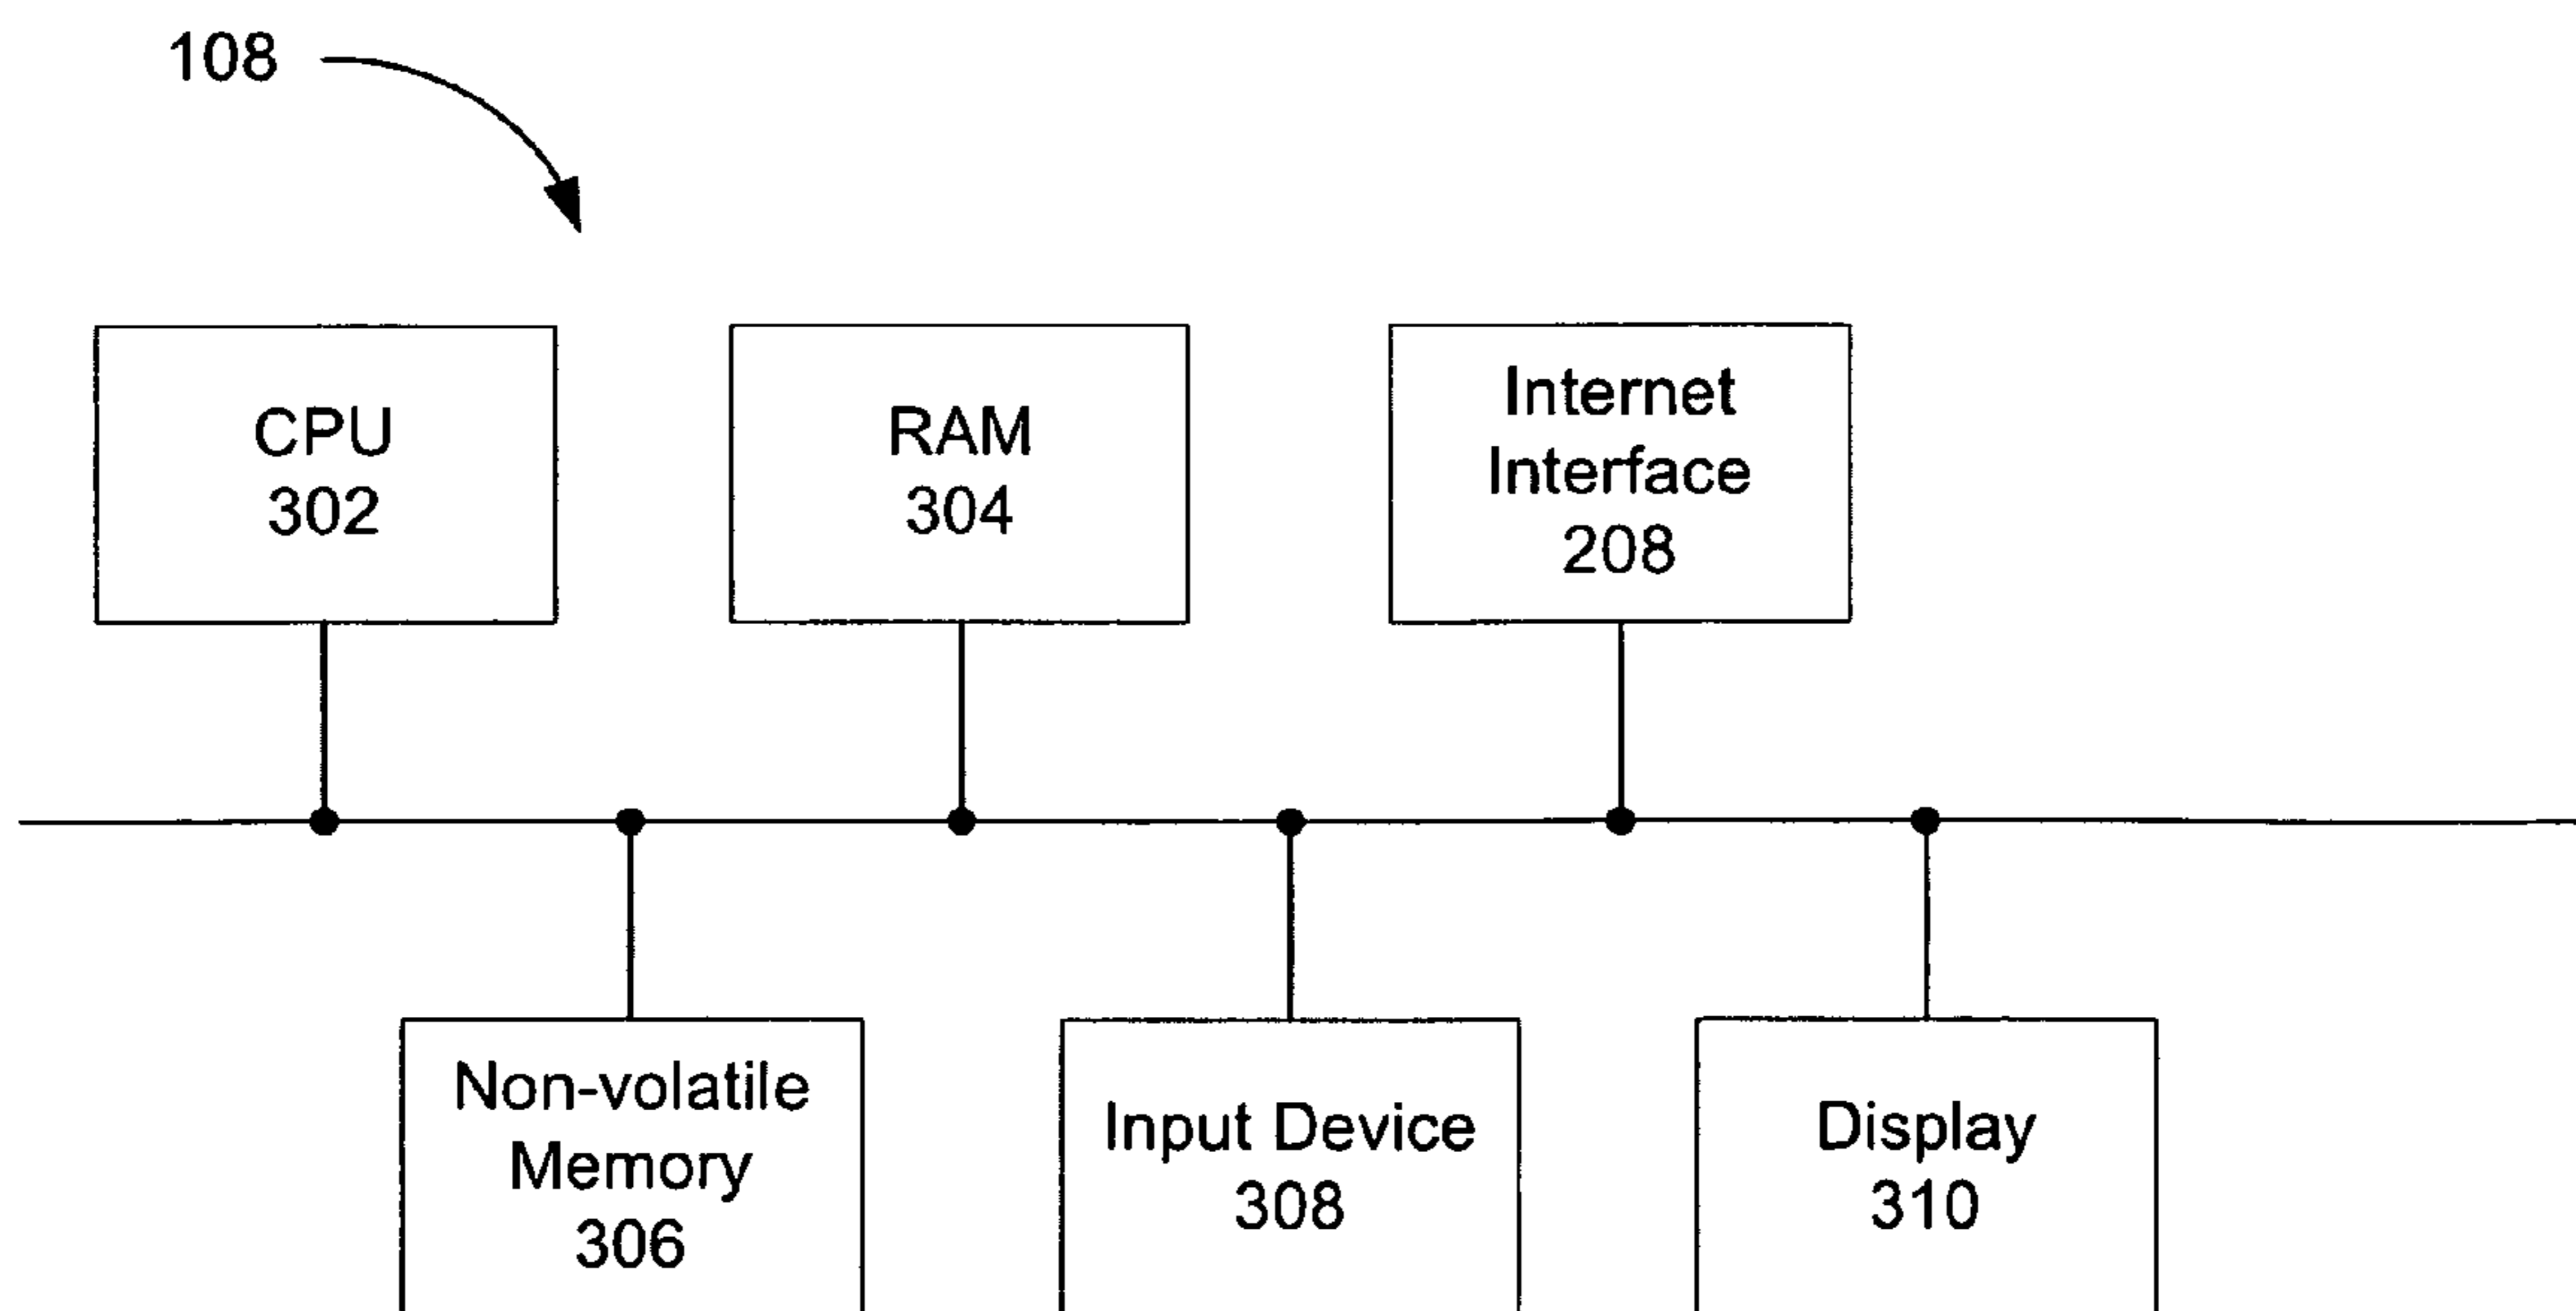 108
CPU
302
RAM
304
Internet
Interface
208
Non-volatile
Memory
306
Input Device
308
Display
310